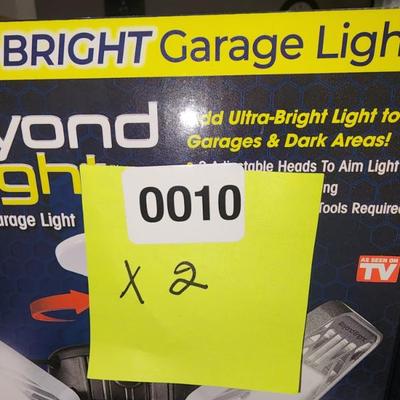 BRIGHT Garage Ligh
yond
ight
arage Light
dd Ultra-Bright Light to
Garages & Dark Areas!
Adjustable Heads To Aim Light
ing
Tools Required
0010
X 2
AS SEEN ON
TV